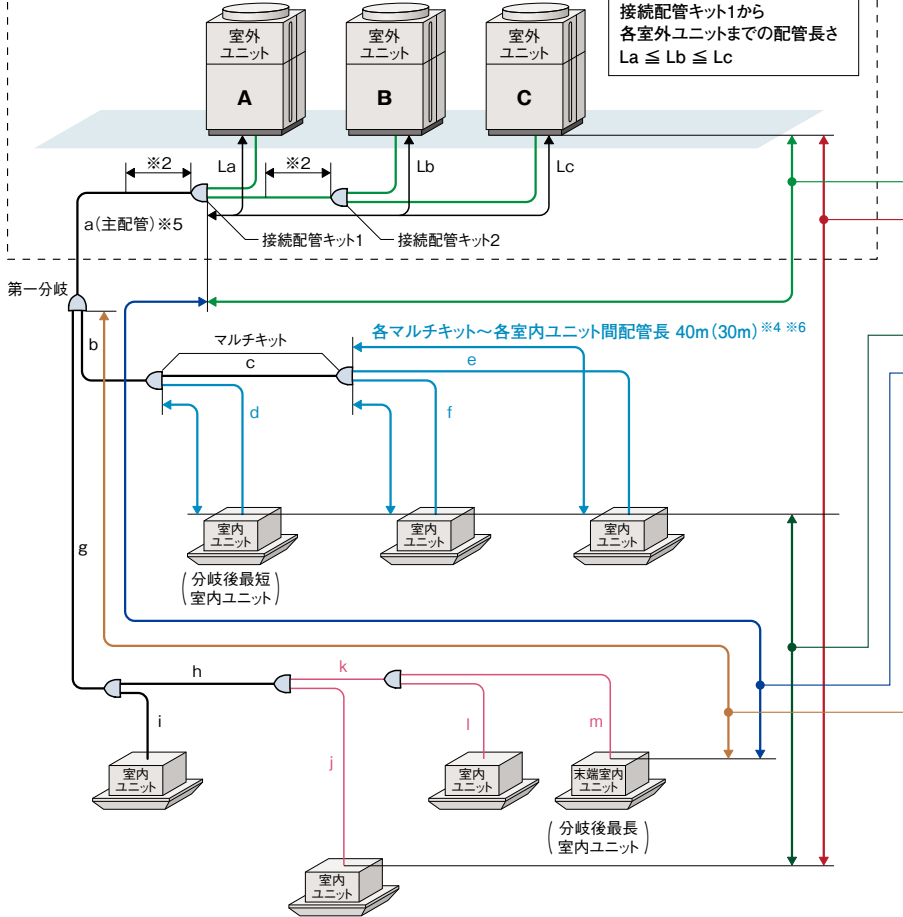 接続配管キット1から
各室外ユニットまでの配管長さ
La ≦ Lb ≦ Lc
室外
ユニット
A
室外
ユニット
B
室外
ユニット
C
※2
La
※2
Lb
Lc
a(主配管)※5
接続配管キット1
接続配管キット2
第一分岐
b
マルチキット
c
各マルチキット～各室内ユニット間配管長 40m(30m)※4 ※6
e
d
f
g
室内
ユニット
室内
ユニット
室内
ユニット
(分岐後最短
室内ユニット)
h
k
i
j
l
m
室内
ユニット
室内
ユニット
末端室内
ユニット
(分岐後最長
室内ユニット)
室内
ユニット